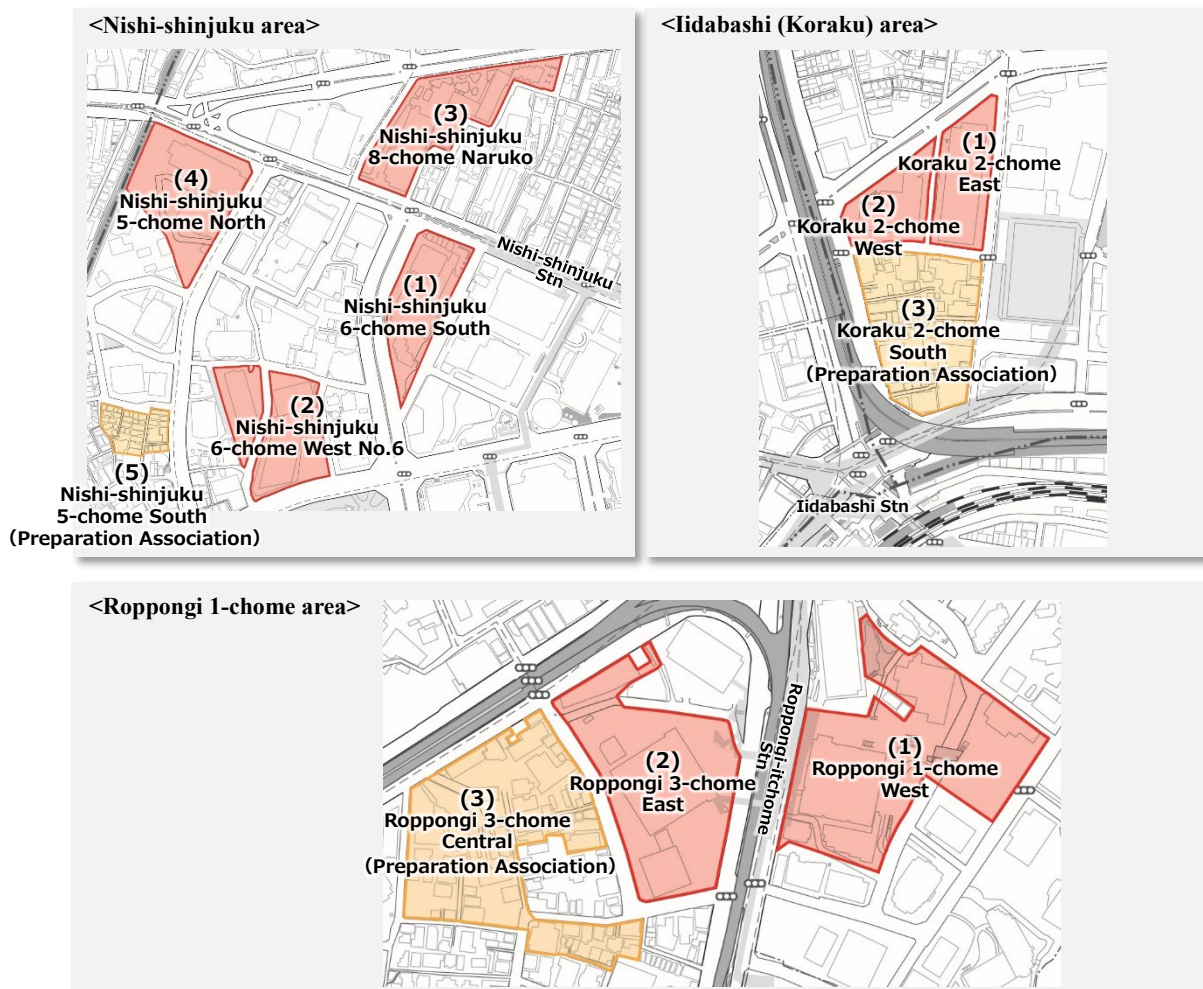 <Nishi-shinjuku area>
(3)
Nishi-shinjuku
8-chome Naruko
(4)
Nishi-shinjuku
5-chome North
Nishi-shinjuku
Stn
(1)
Nishi-shinjuku
6-chome South
(2)
Nishi-shinjuku
6-chome West No.6
(5)
Nishi-shinjuku
5-chome South
(Preparation Association)
<Iidabashi (Koraku) area>
(1)
Koraku 2-chome
East
(2)
Koraku 2-chome
West
(3)
Koraku 2-chome
South
(Preparation Association)
Iidabashi Stn
<Roppongi 1-chome area>
Roppongi-itchome
Stn
(1)
Roppongi 1-chome
West
(2)
Roppongi 3-chome
East
(3)
Roppongi 3-chome
Central
(Preparation Association)